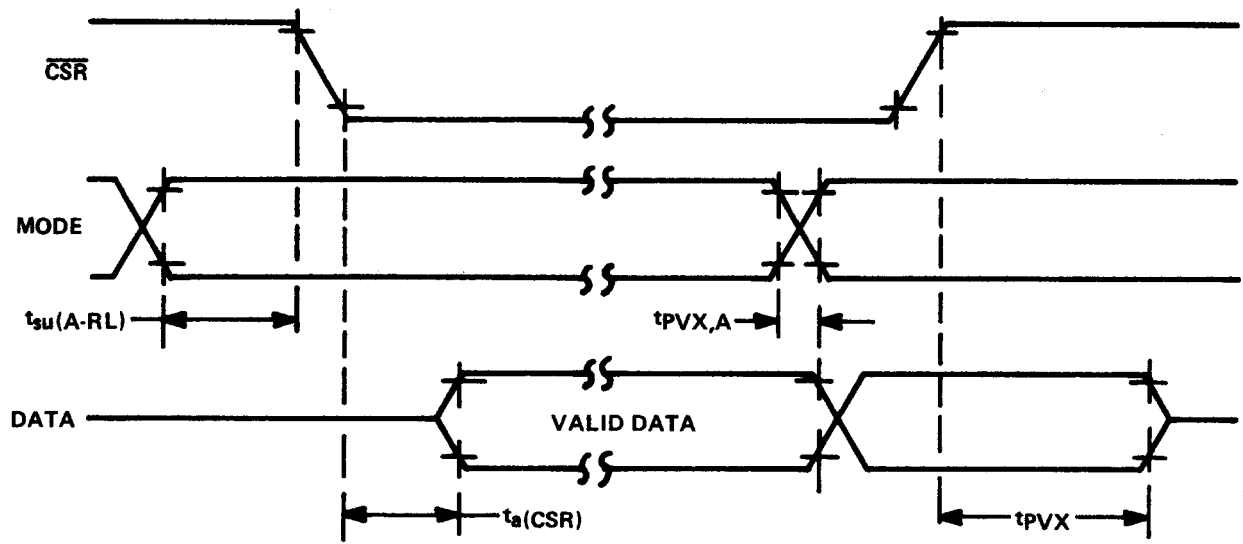 CSR
MODE
tsu(A-RL)
tPVX,A
DATA
VALID DATA
ta(CSR)
tPVX